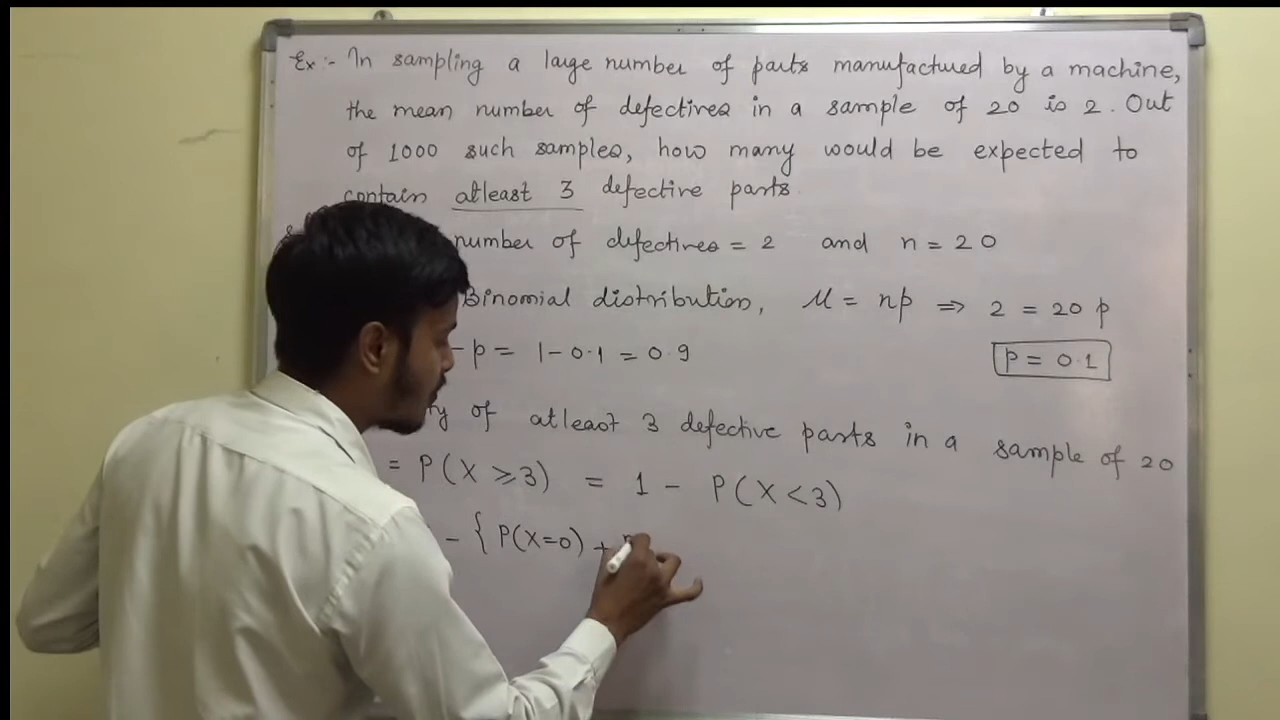 Ex :- In sampling a large number of parts manufactured by a machine,
the mean number of defectives in a sample of 20 is 2. Out
of 1000 such samples, how many would be expected to
contain atleast 3 defective parts.
number of defectives = 2 and n = 20
Binomial distribution, μ = np ⇒ 2 = 20 p
- p = 1 - 0.1 = 0.9 p = 0.1
of atleast 3 defective parts in a sample of 20
= P(X ≥ 3) = 1 - P(X < 3)
- { P(X=0) +